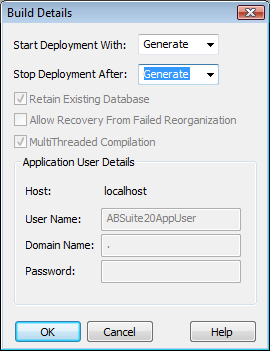 Build Details
Start Deployment With: Generate
Stop Deployment After: Generate
Retain Existing Database
Allow Recovery From Failed Reorganization
MultiThreaded Compilation
Application User Details
Host: localhost
User Name: ABSuite20AppUser
Domain Name: .
Password:
OK Cancel Help